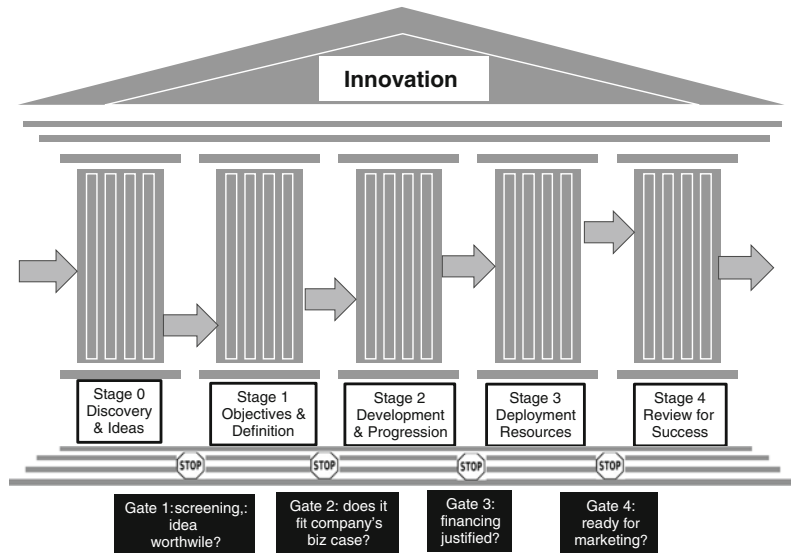 Innovation
Stage 0
Discovery
& Ideas
Stage 1
Objectives &
Definition
Stage 2
Development
& Progression
Stage 3
Deployment
Resources
Stage 4
Review for
Success
STOP
STOP
STOP
STOP
Gate 1:screening,:
idea
worthwile?
Gate 2: does it
fit company's
biz case?
Gate 3:
financing
justified?
Gate 4:
ready for
marketing?